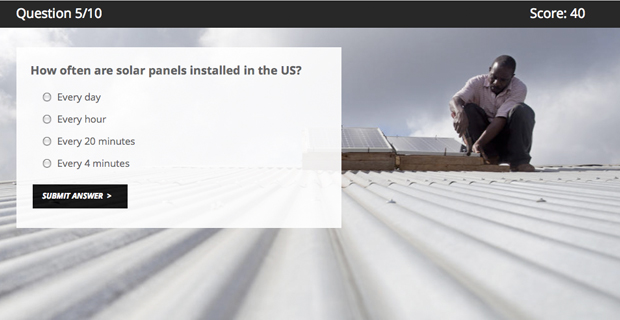 Question 5/10
Score: 40
How often are solar panels installed in the US?
Every day
Every hour
Every 20 minutes
Every 4 minutes
SUBMIT ANSWER >